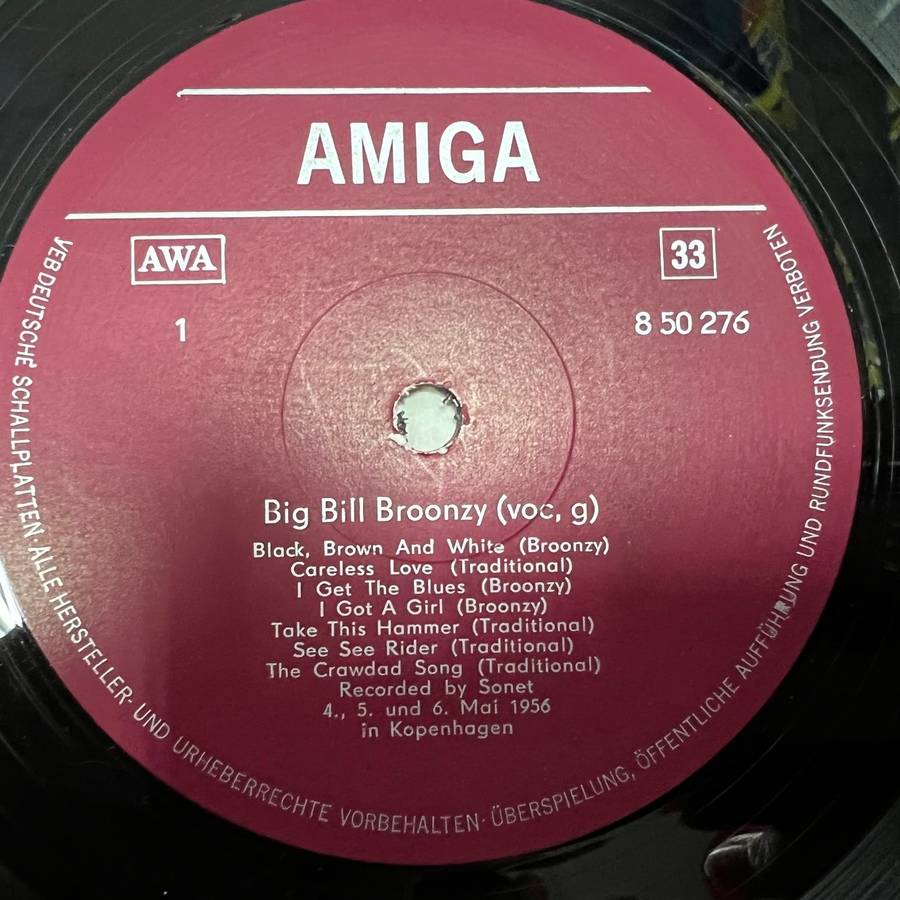 AMIGA
AWA
33
1
8 50 276
Big Bill Broonzy (voc, g)
Black, Brown And White (Broonzy)
Careless Love (Traditional)
I Get The Blues (Broonzy)
I Got A Girl (Broonzy)
Take This Hammer (Traditional)
See See Rider (Traditional)
The Crawdad Song (Traditional)
Recorded by Sonet
4., 5. und 6. Mai 1956
in Kopenhagen
VEB DEUTSCHE SCHALLPLATTEN · ALLE HERSTELLER- UND URHEBERRECHTE VORBEHALTEN · ÜBERSPIELUNG, ÖFFENTLICHE AUFFÜHRUNG UND RUNDFUNKSENDUNG VERBOTEN